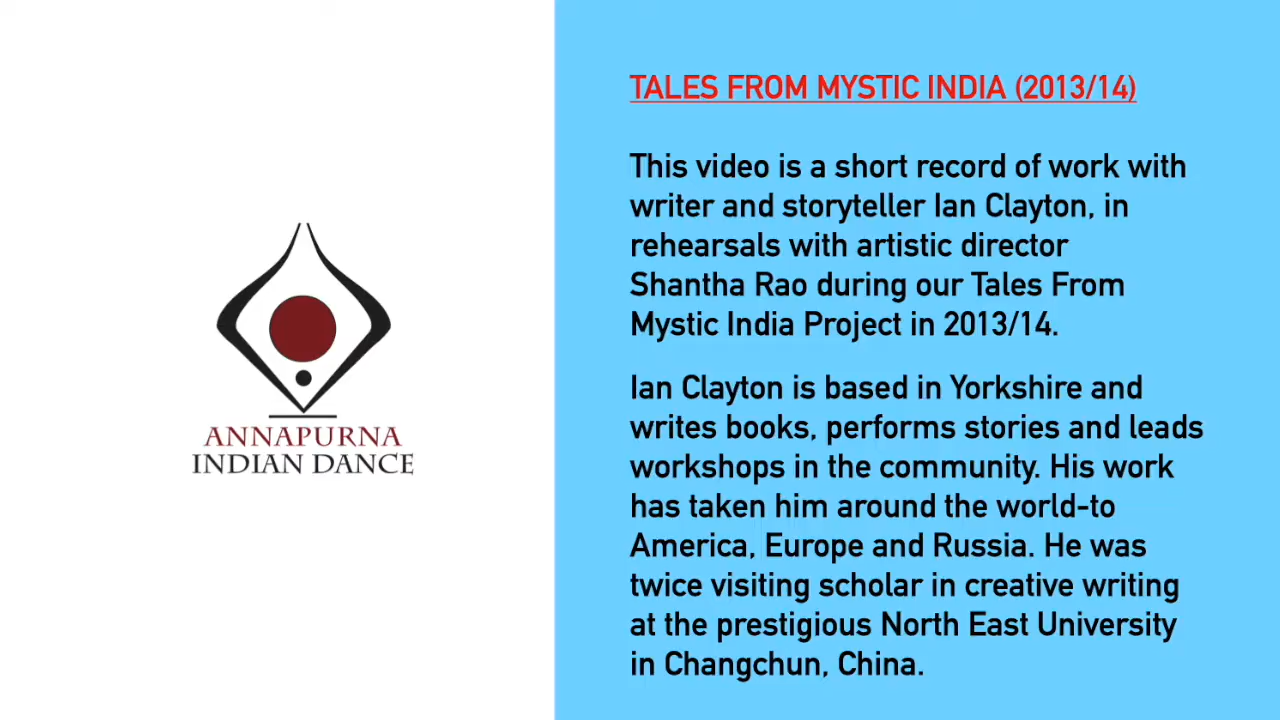 ANNAPURNA
INDIAN DANCE
TALES FROM MYSTIC INDIA (2013/14)
This video is a short record of work with
writer and storyteller Ian Clayton, in
rehearsals with artistic director
Shantha Rao during our Tales From
Mystic India Project in 2013/14.
Ian Clayton is based in Yorkshire and
writes books, performs stories and leads
workshops in the community. His work
has taken him around the world-to
America, Europe and Russia. He was
twice visiting scholar in creative writing
at the prestigious North East University
in Changchun, China.